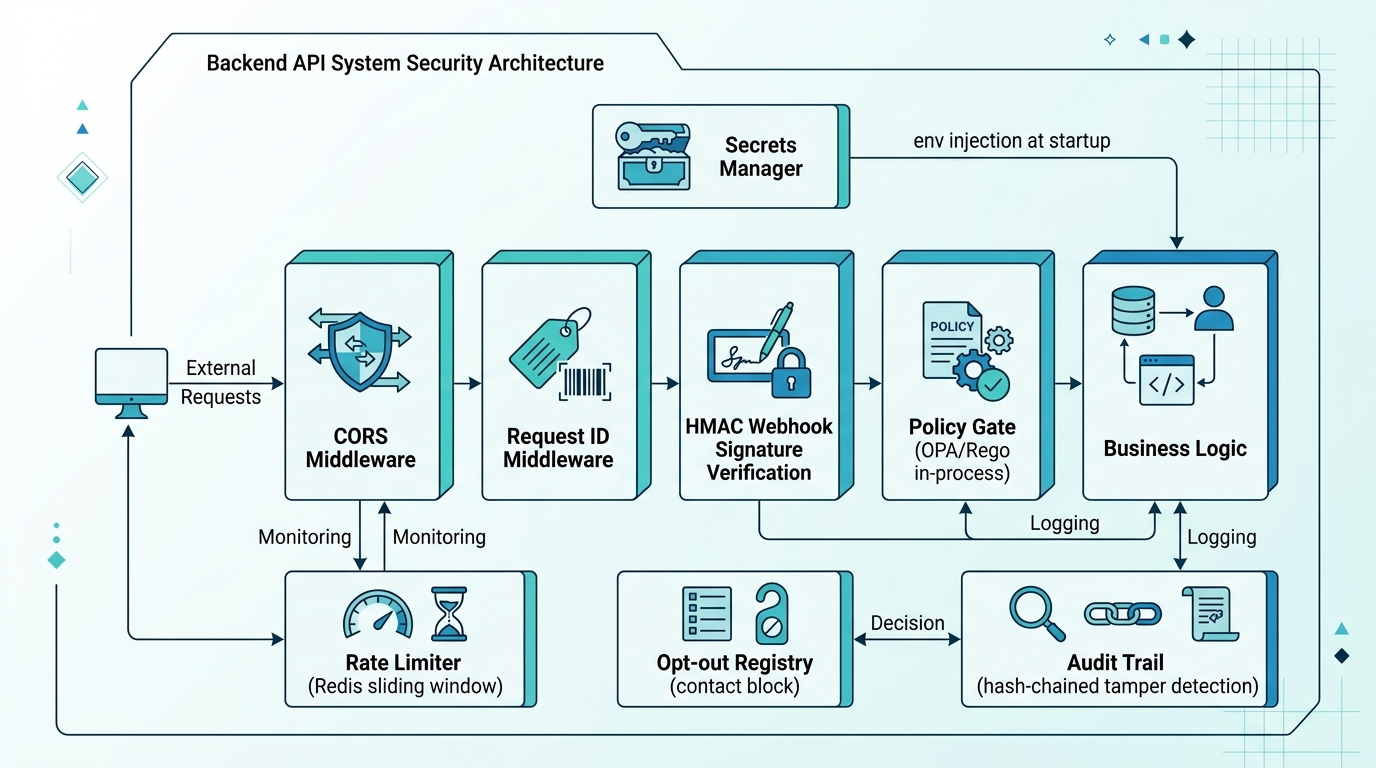 Backend API System Security Architecture
Secrets
Manager
env injection at startup
External
Requests
CORS
Middleware
Request ID
Middleware
HMAC Webhook
Signature
Verification
POLICY
Policy Gate
(OPA/Rego
in-process)
</>
Business Logic
Monitoring
Monitoring
Logging
Logging
Rate Limiter
(Redis sliding window)
Opt-out Registry
(contact block)
Decision
Audit Trail
(hash-chained tamper detection)